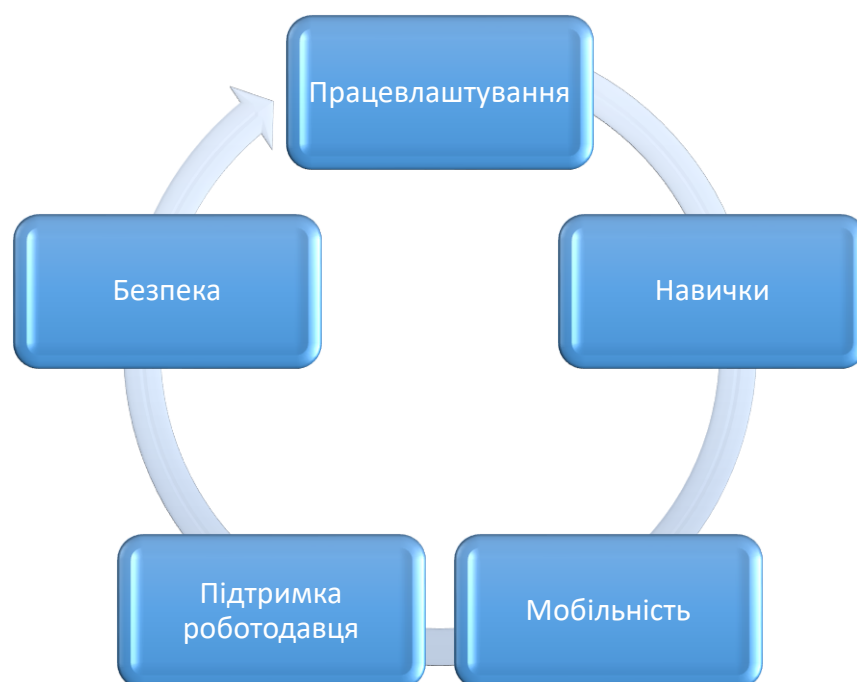 Працевлаштування
Навички
Мобільність
Підтримка
роботодавця
Безпека